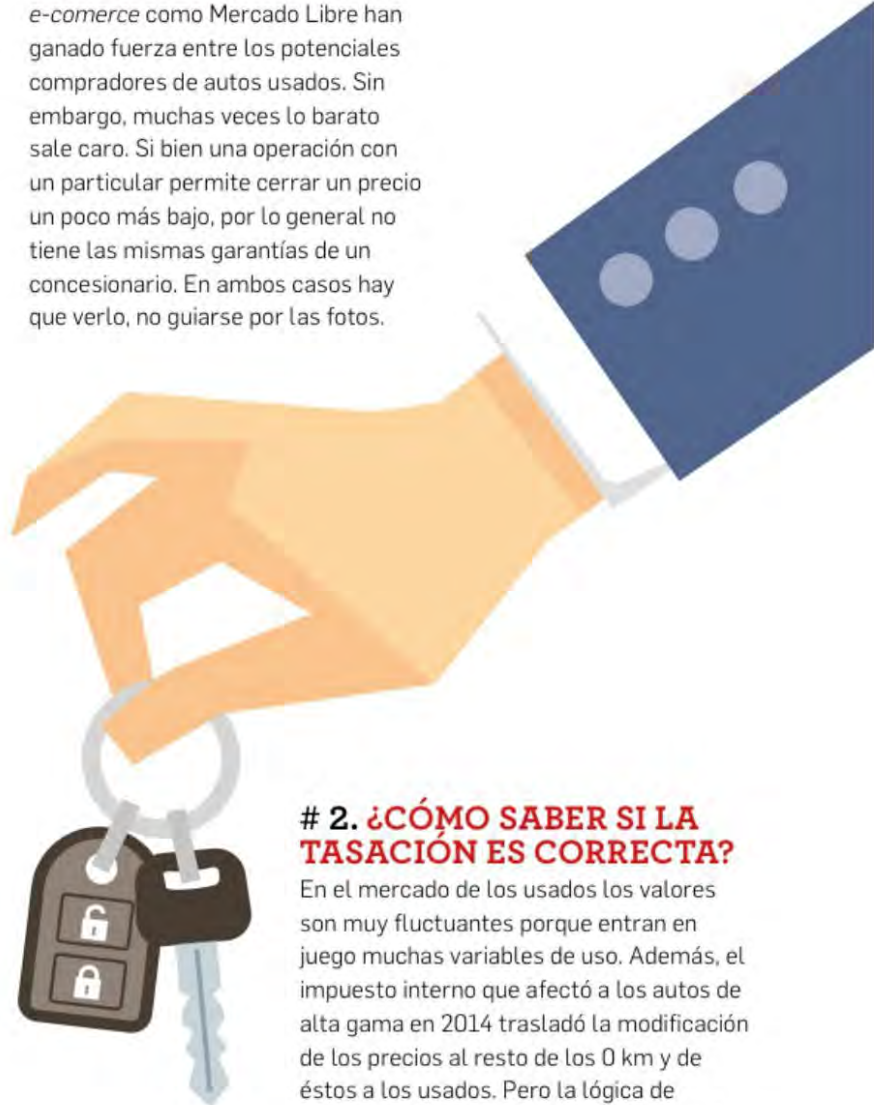 e-comerce como Mercado Libre han
ganado fuerza entre los potenciales
compradores de autos usados. Sin
embargo, muchas veces lo barato
sale caro. Si bien una operación con
un particular permite cerrar un precio
un poco más bajo, por lo general no
tiene las mismas garantías de un
concesionario. En ambos casos hay
que verlo, no guiarse por las fotos.
# 2. ¿CÓMO SABER SI LA
TASACIÓN ES CORRECTA?
En el mercado de los usados los valores
son muy fluctuantes porque entran en
juego muchas variables de uso. Además, el
impuesto interno que afectó a los autos de
alta gama en 2014 trasladó la modificación
de los precios al resto de los 0 km y de
éstos a los usados. Pero la lógica de